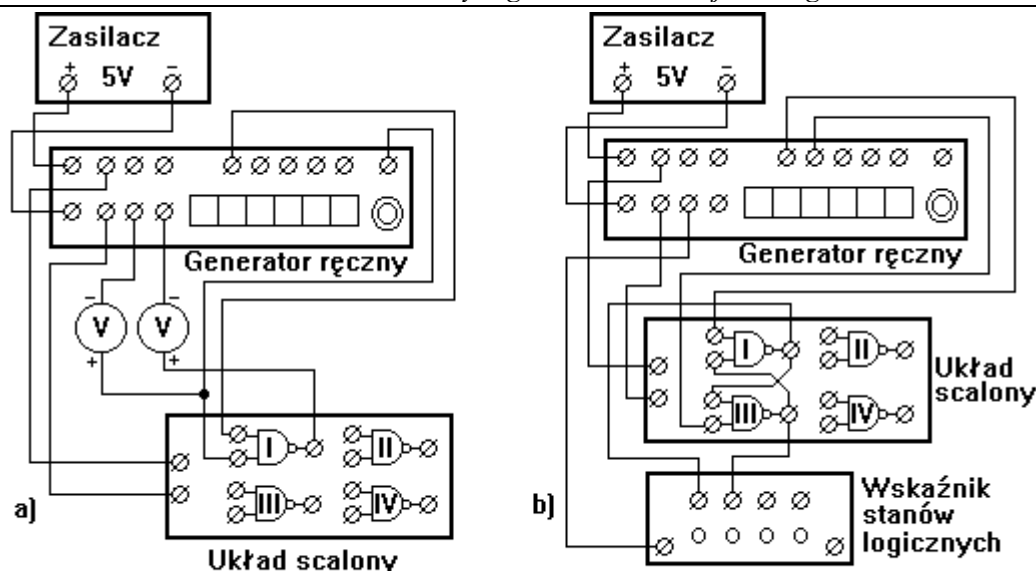 Zasilacz
+ 5V −
Generator ręczny
− −
V V
+ +
I II
III IV
a)
Układ scalony
Zasilacz
+ 5V −
Generator ręczny
I II
III IV
Układ
scalony
b)
Wskaźnik
stanów
logicznych